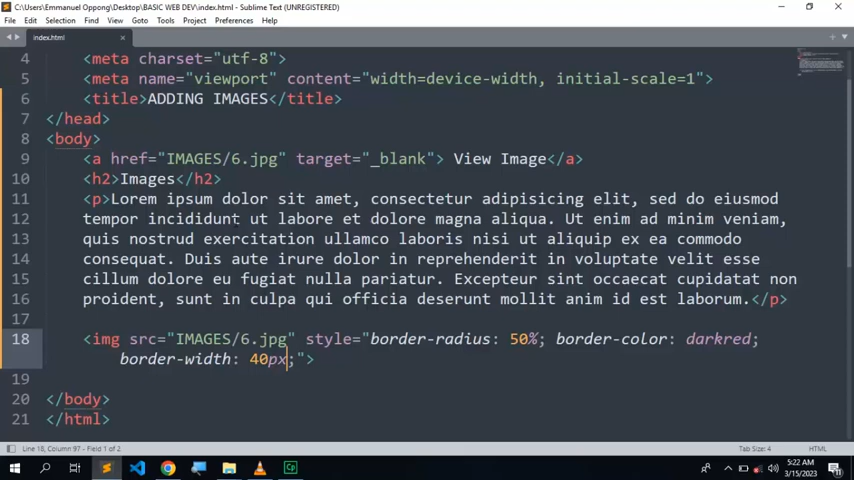 C:\Users\Emmanuel Oppong\Desktop\BASIC WEB DEV\index.html - Sublime Text (UNREGISTERED)
File Edit Selection Find View Goto Tools Project Preferences Help
index.html
4 <meta charset="utf-8">
5 <meta name="viewport" content="width=device-width, initial-scale=1">
6 <title>ADDING IMAGES</title>
7 </head>
8 <body>
9 <a href="IMAGES/6.jpg" target="_blank"> View Image</a>
10 <h2>Images</h2>
11 <p>Lorem ipsum dolor sit amet, consectetur adipisicing elit, sed do eiusmod
12 tempor incididunt ut labore et dolore magna aliqua. Ut enim ad minim veniam,
13 quis nostrud exercitation ullamco laboris nisi ut aliquip ex ea commodo
14 consequat. Duis aute irure dolor in reprehenderit in voluptate velit esse
15 cillum dolore eu fugiat nulla pariatur. Excepteur sint occaecat cupidatat non
16 proident, sunt in culpa qui officia deserunt mollit anim id est laborum.</p>
17
18 <img src="IMAGES/6.jpg" style="border-radius: 50%; border-color: darkred;
border-width: 40px;">
19
20 </body>
21 </html>
Line 18, Column 97 - Field 1 of 2 Tab Size: 4 HTML
Cp 5:22 AM
3/15/2023